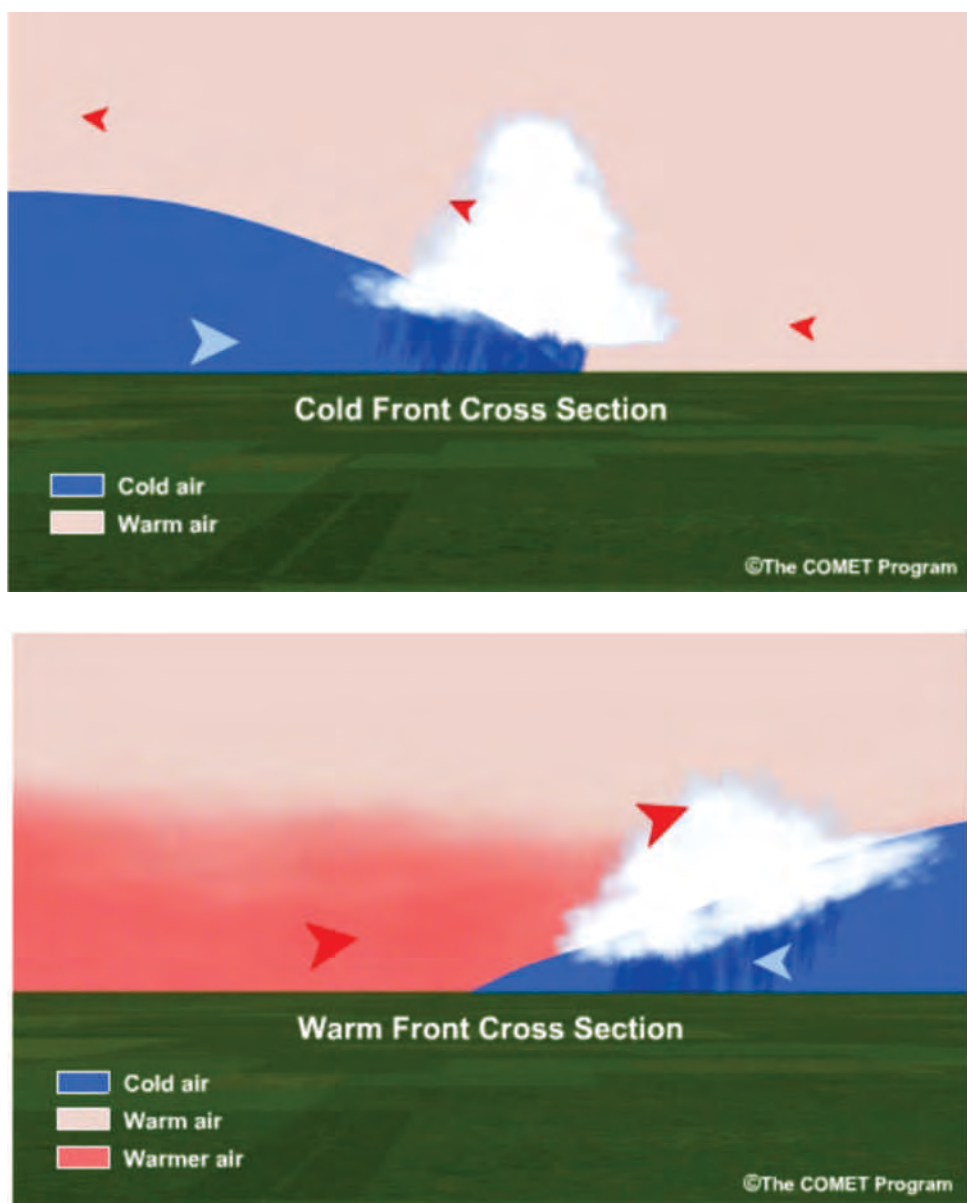 Cold Front Cross Section
Cold air
Warm air
©The COMET Program
Warm Front Cross Section
Cold air
Warm air
Warmer air
©The COMET Program